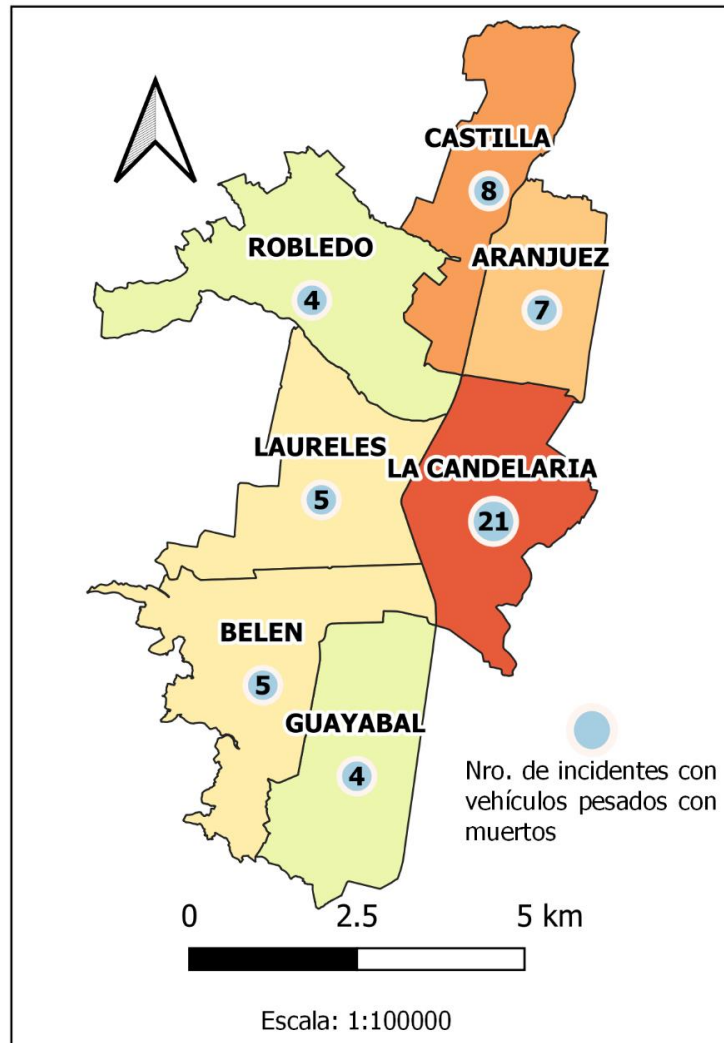 CASTILLA
8
ROBLEDO
4
ARANJUEZ
7
LAURELES
5
LA CANDELARIA
21
BELEN
5
GUAYABAL
4
Nro. de incidentes con
vehículos pesados con
muertos
0 2.5 5 km
Escala: 1:100000